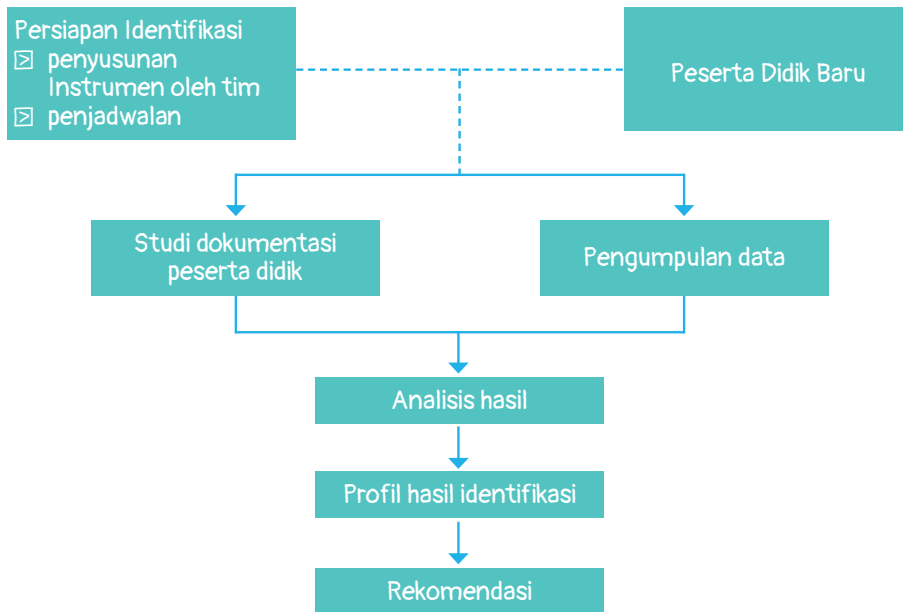 Persiapan Identifikasi
penyusunan
Instrumen oleh tim
penjadwalan
Peserta Didik Baru
Studi dokumentasi
peserta didik
Pengumpulan data
Analisis hasil
Profil hasil identifikasi
Rekomendasi